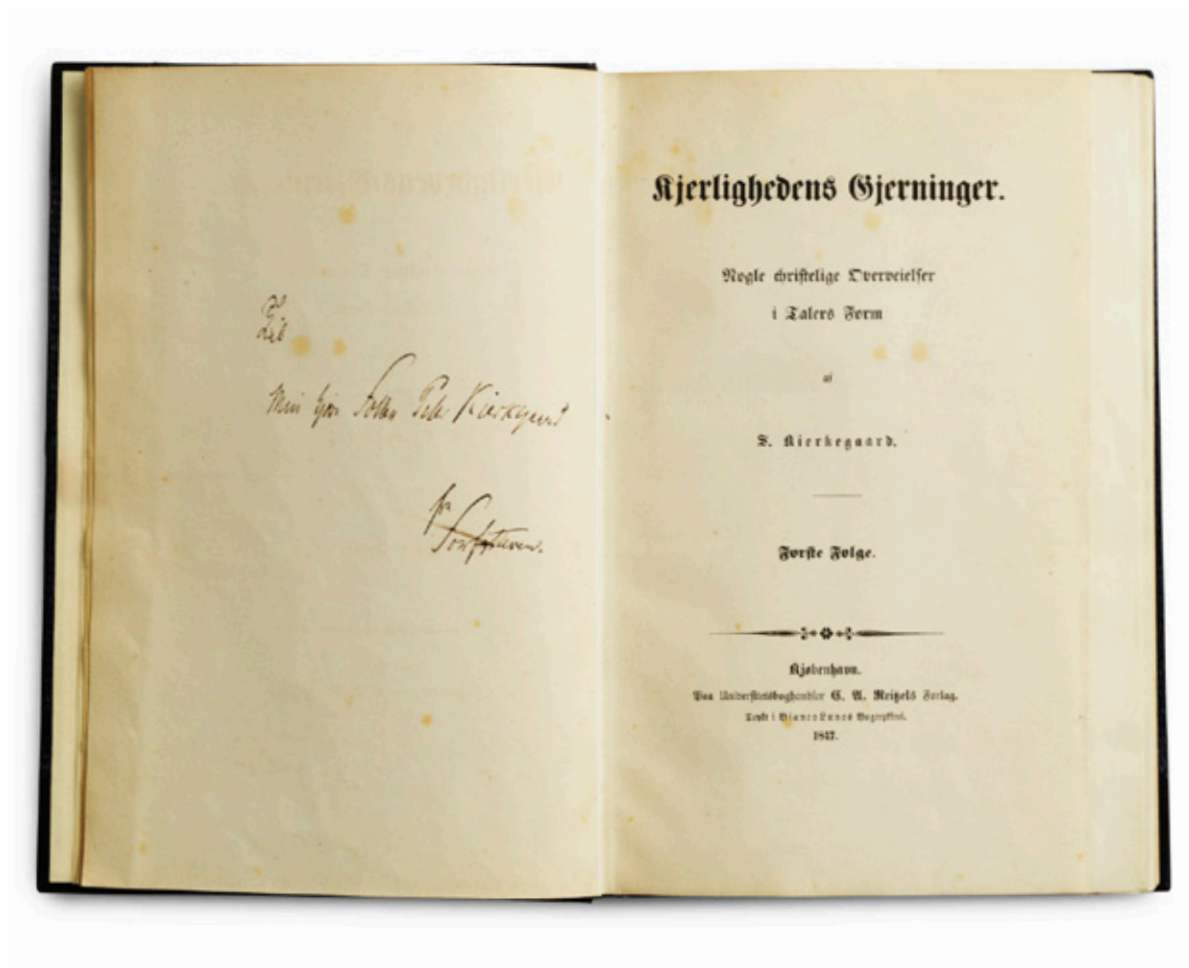 Til
Min kjære Fætter Peter Kierkegaard
fra
Forfatteren.
Kjerlighedens Gjerninger.
Nogle christelige Overveielser
i Talers Form
af
S. Kierkegaard.
Første Følge.
Kjøbenhavn.
Paa Universitetsboghandler C. A. Reitzels Forlag.
Trykt i Bianco Lunos Bogtrykkeri.
1847.